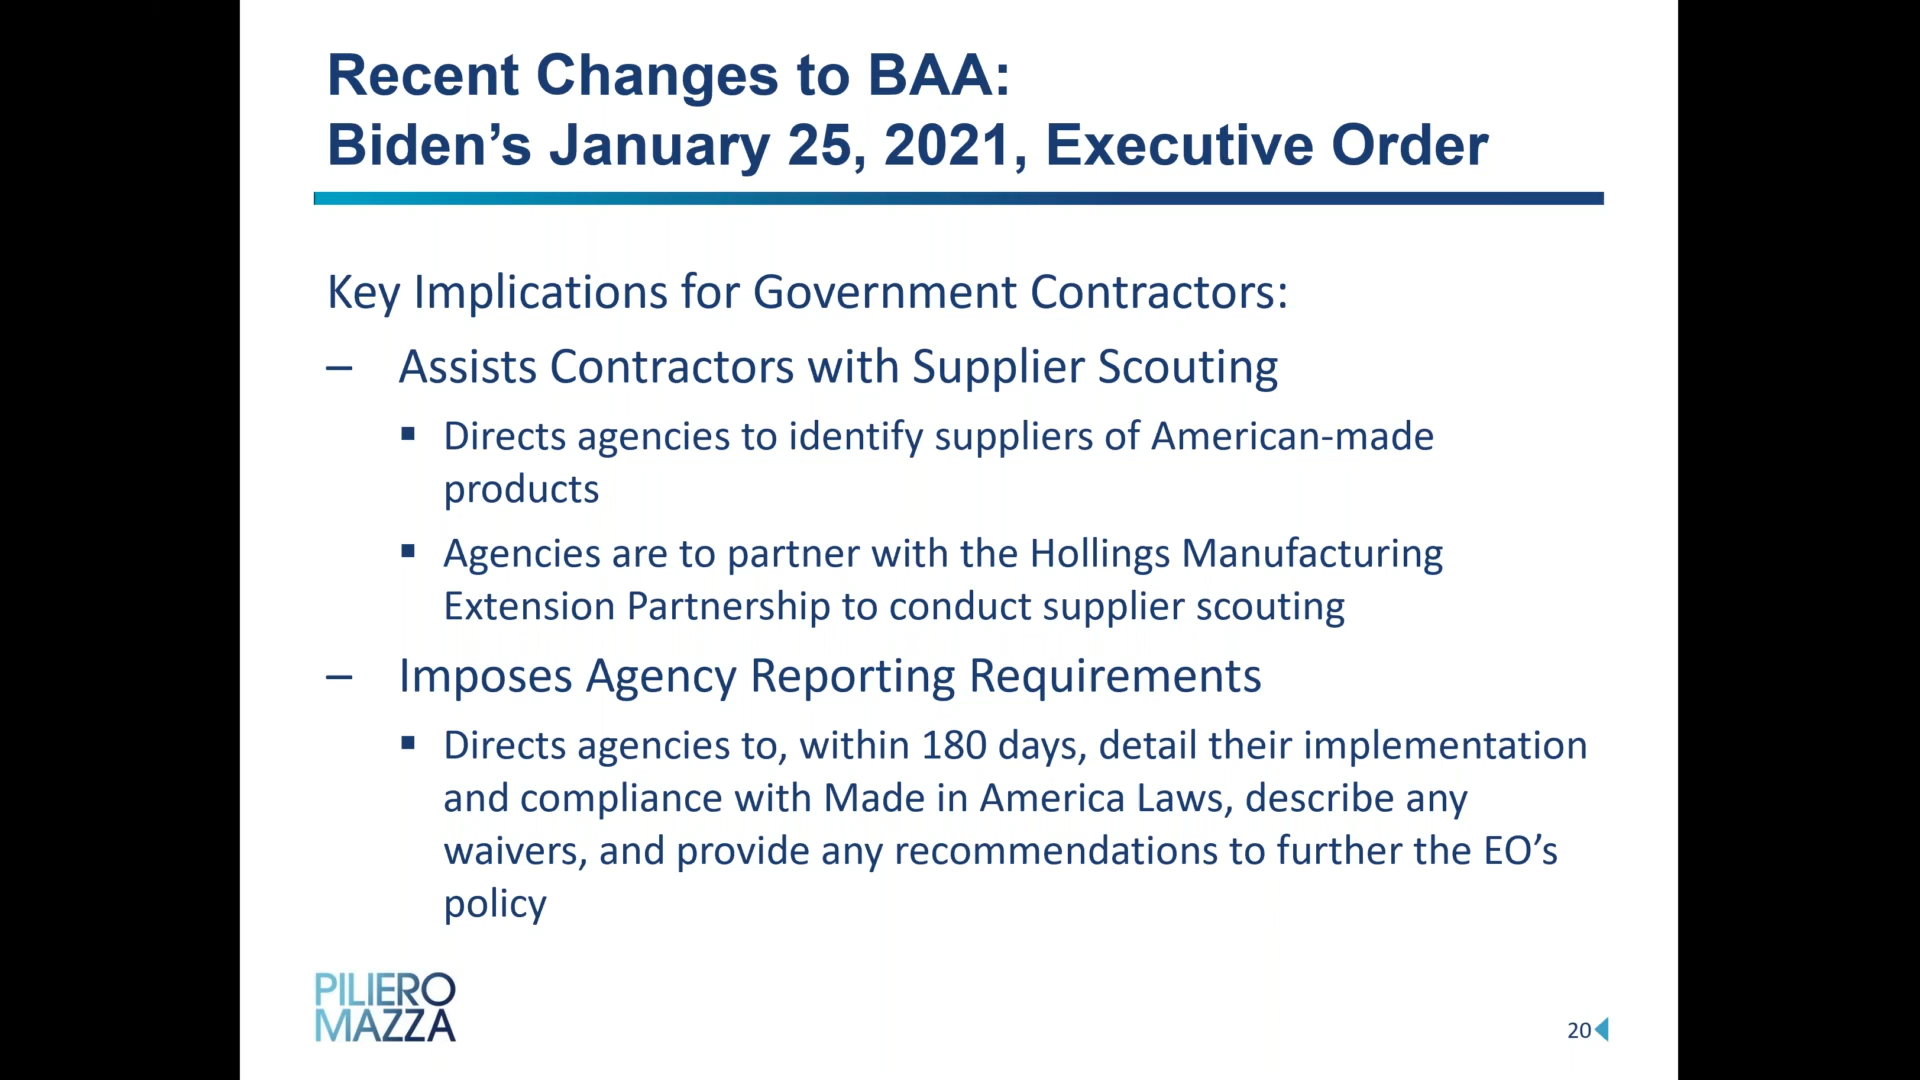 Recent Changes to BAA:
Biden’s January 25, 2021, Executive Order
Key Implications for Government Contractors:
– Assists Contractors with Supplier Scouting
▪ Directs agencies to identify suppliers of American-made
products
▪ Agencies are to partner with the Hollings Manufacturing
Extension Partnership to conduct supplier scouting
– Imposes Agency Reporting Requirements
▪ Directs agencies to, within 180 days, detail their implementation
and compliance with Made in America Laws, describe any
waivers, and provide any recommendations to further the EO’s
policy
PILIERO
MAZZA
20